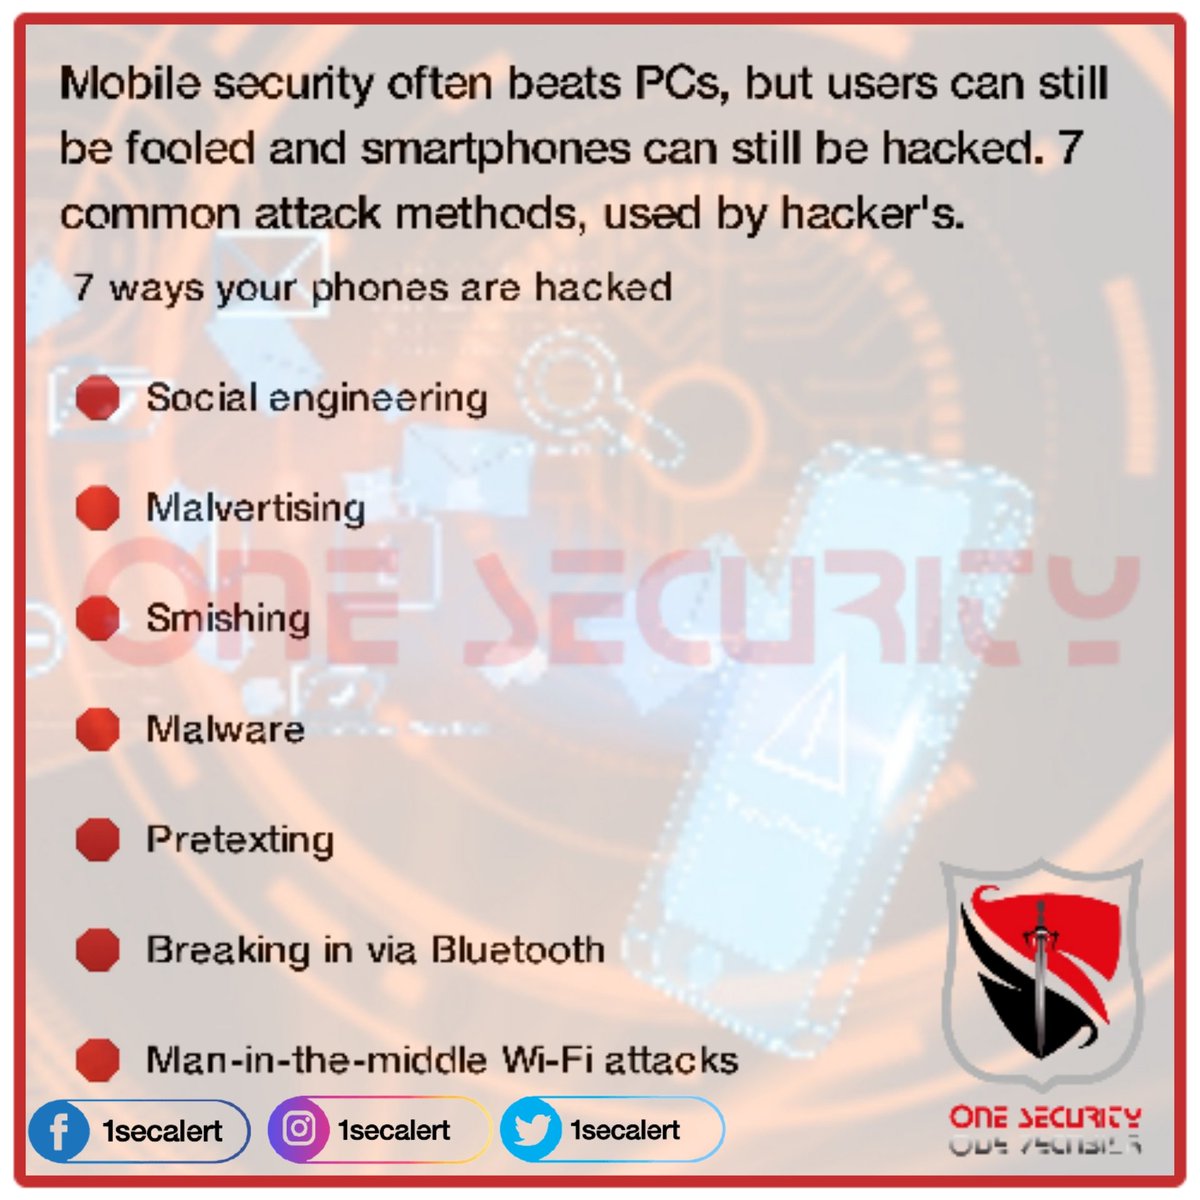 Mobile security often beats PCs, but users can still
be fooled and smartphones can still be hacked. 7
common attack methods, used by hacker's.
7 ways your phones are hacked
Social engineering
Malvertising
ONE SECURITY
Smishing
Malware
Pretexting
Breaking in via Bluetooth
Man-in-the-middle Wi-Fi attacks
1secalert
1secalert
1secalert
ONE SECURITY